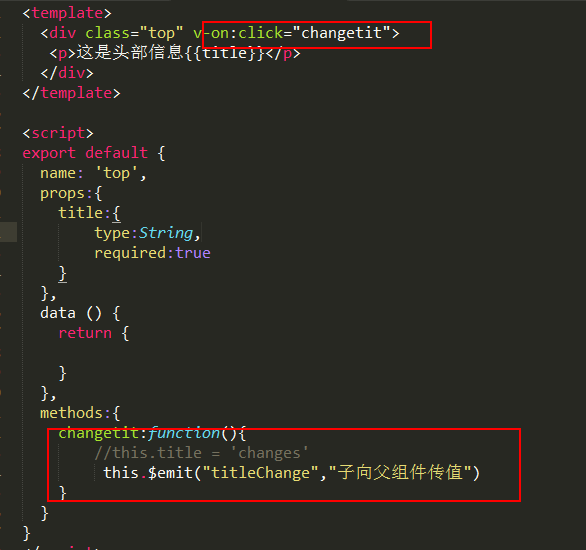 <template>
<div class="top" v-on:click="changetit">
<p>这是头部信息{{title}}</p>
</div>
</template>
<script>
export default {
name: 'top',
props:{
title:{
type:String,
required:true
}
},
data () {
return {
}
},
methods:{
changetit:function(){
//this.title = 'changes'
this.$emit("titleChange","子向父组件传值")
}
}
}
</script>